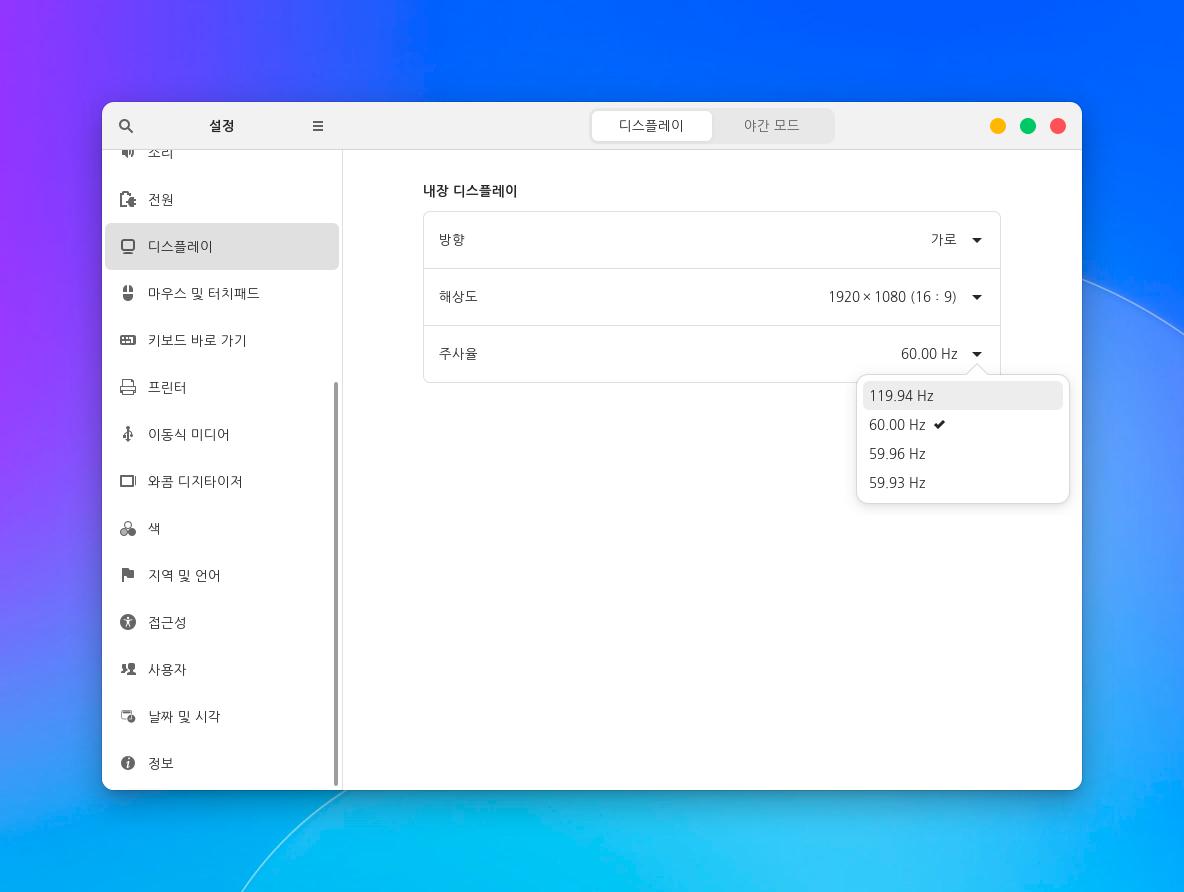 설정
디스플레이
야간 모드
소리
전원
디스플레이
마우스 및 터치패드
키보드 바로 가기
프린터
이동식 미디어
와콤 디지타이저
색
지역 및 언어
접근성
사용자
날짜 및 시각
정보
내장 디스플레이
방향
가로
해상도
1920 × 1080 (16 : 9)
주사율
60.00 Hz
119.94 Hz
60.00 Hz
59.96 Hz
59.93 Hz